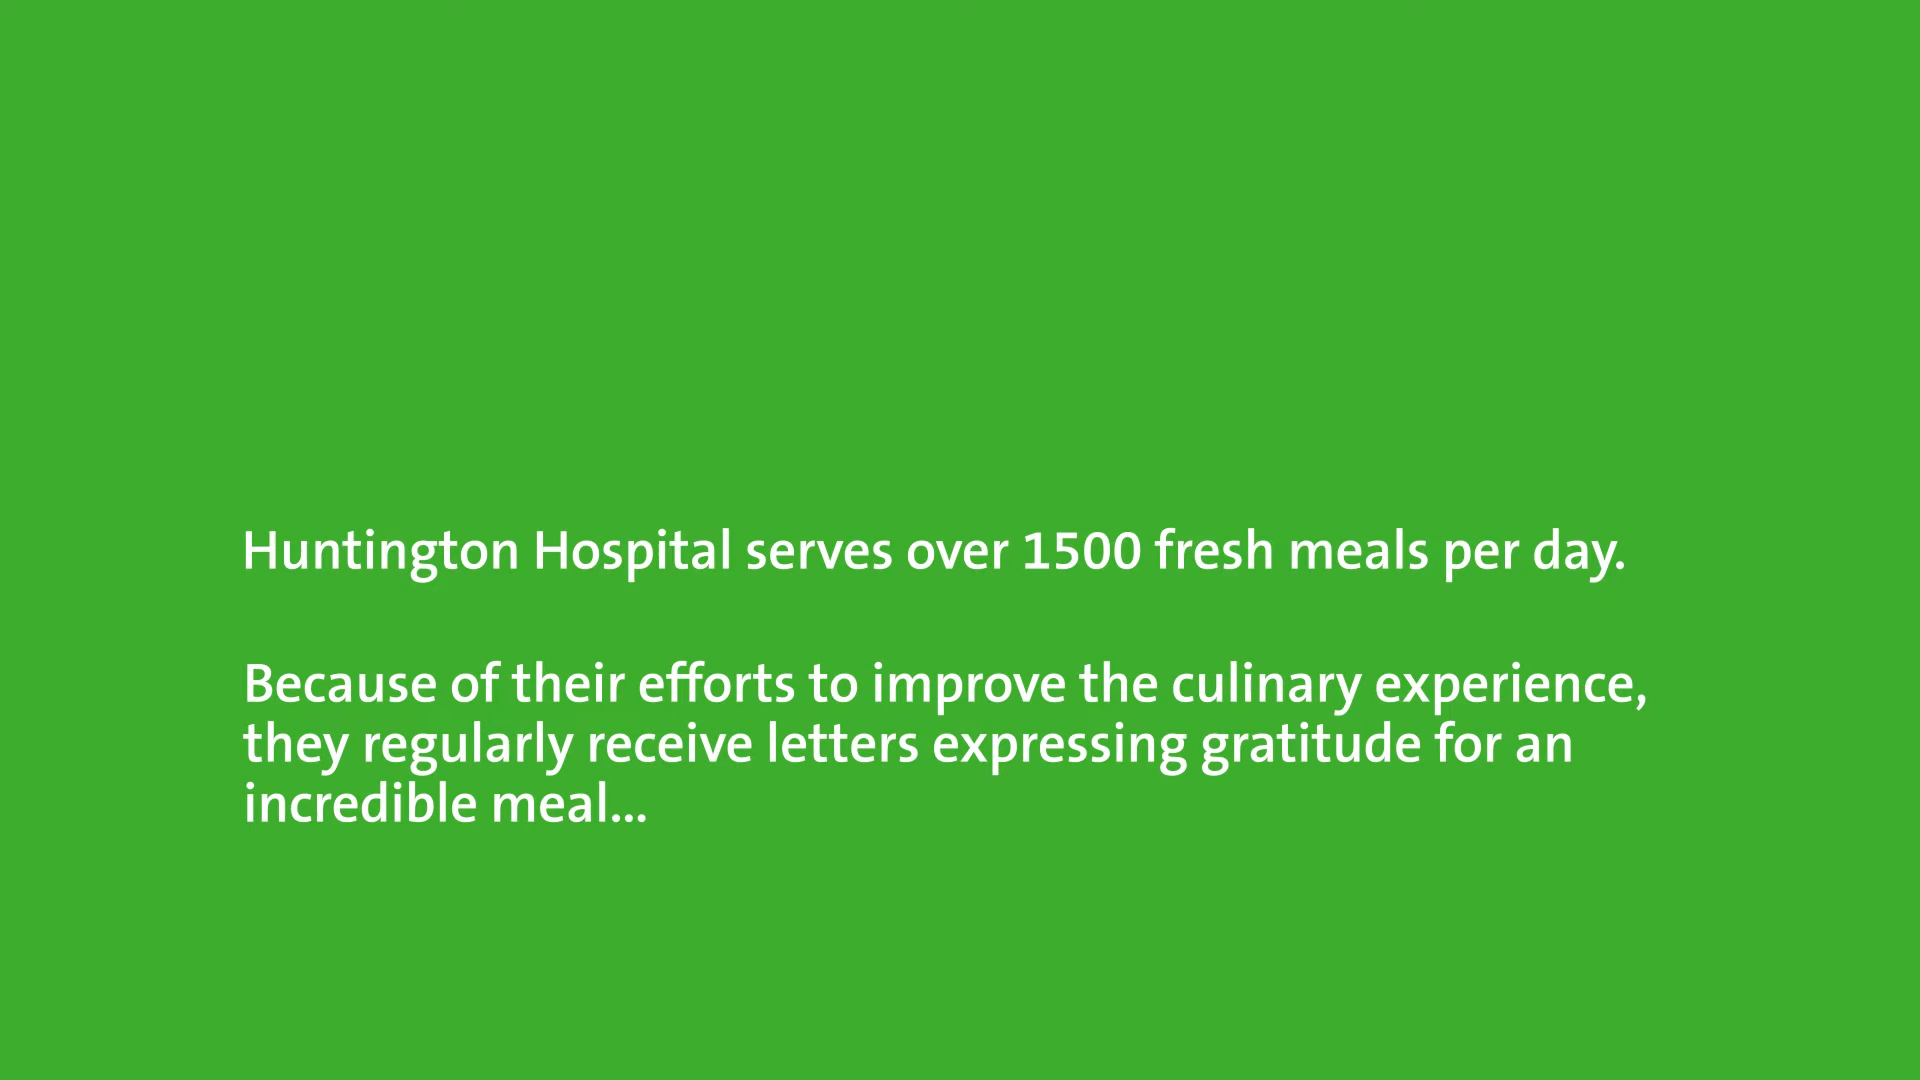 Huntington Hospital serves over 1500 fresh meals per day.
Because of their efforts to improve the culinary experience,
they regularly receive letters expressing gratitude for an
incredible meal...